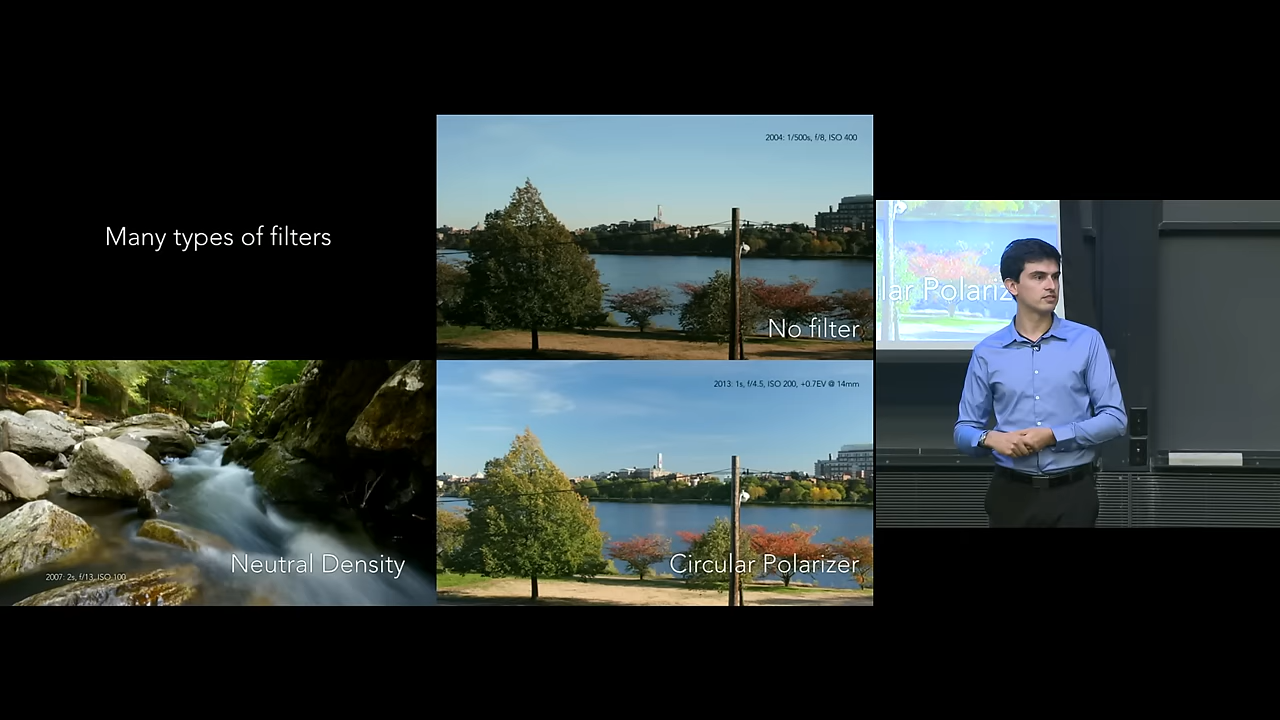 Many types of filters
2004: 1/500s, f/8, ISO 400
No filter
Neutral Density
2007: 2s, f/13, ISO 100
2013: 1s, f/4.5, ISO 200, +0.7EV @ 14mm
Circular Polarizer
lar Polariz